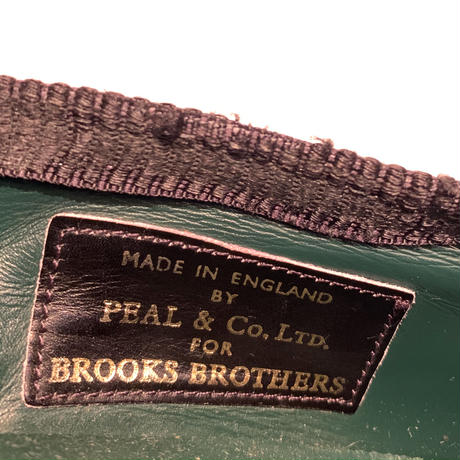 MADE IN ENGLAND
BY
PEAL & Co. LTD.
FOR
BROOKS BROTHERS